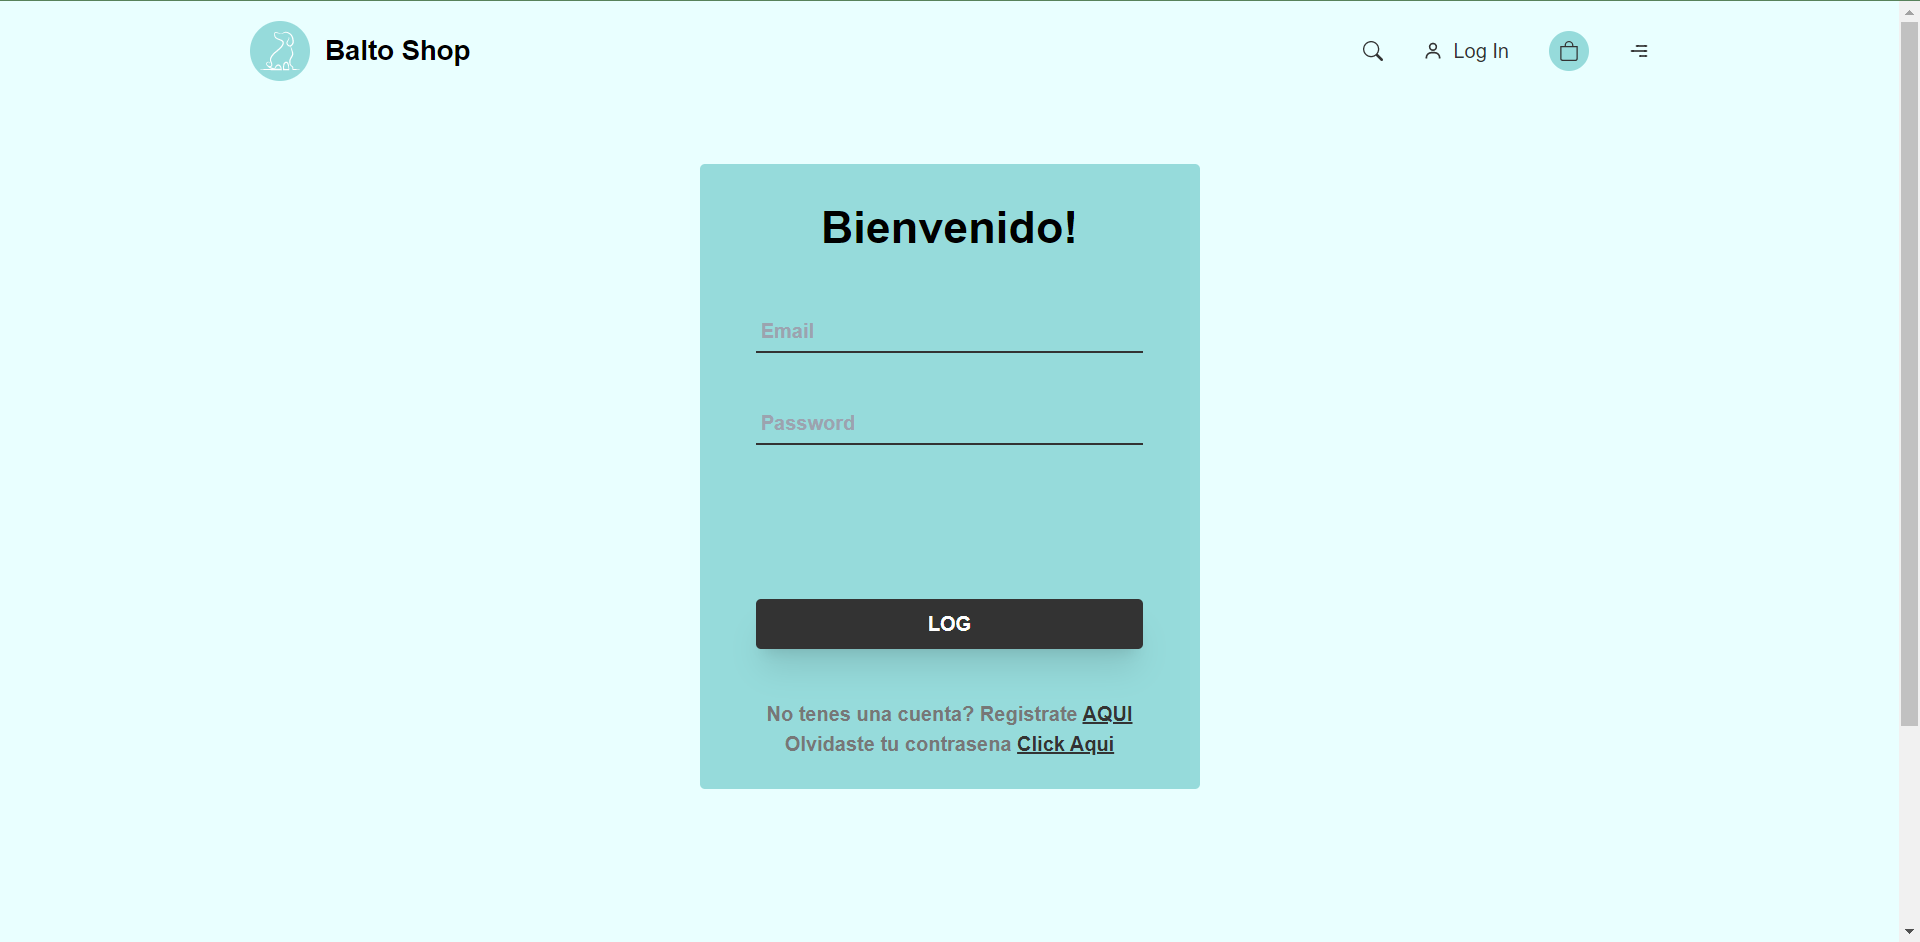 Balto Shop
Log In
Bienvenido!
Email
Password
LOG
No tenes una cuenta? Registrate AQUI
Olvidaste tu contrasena Click Aqui